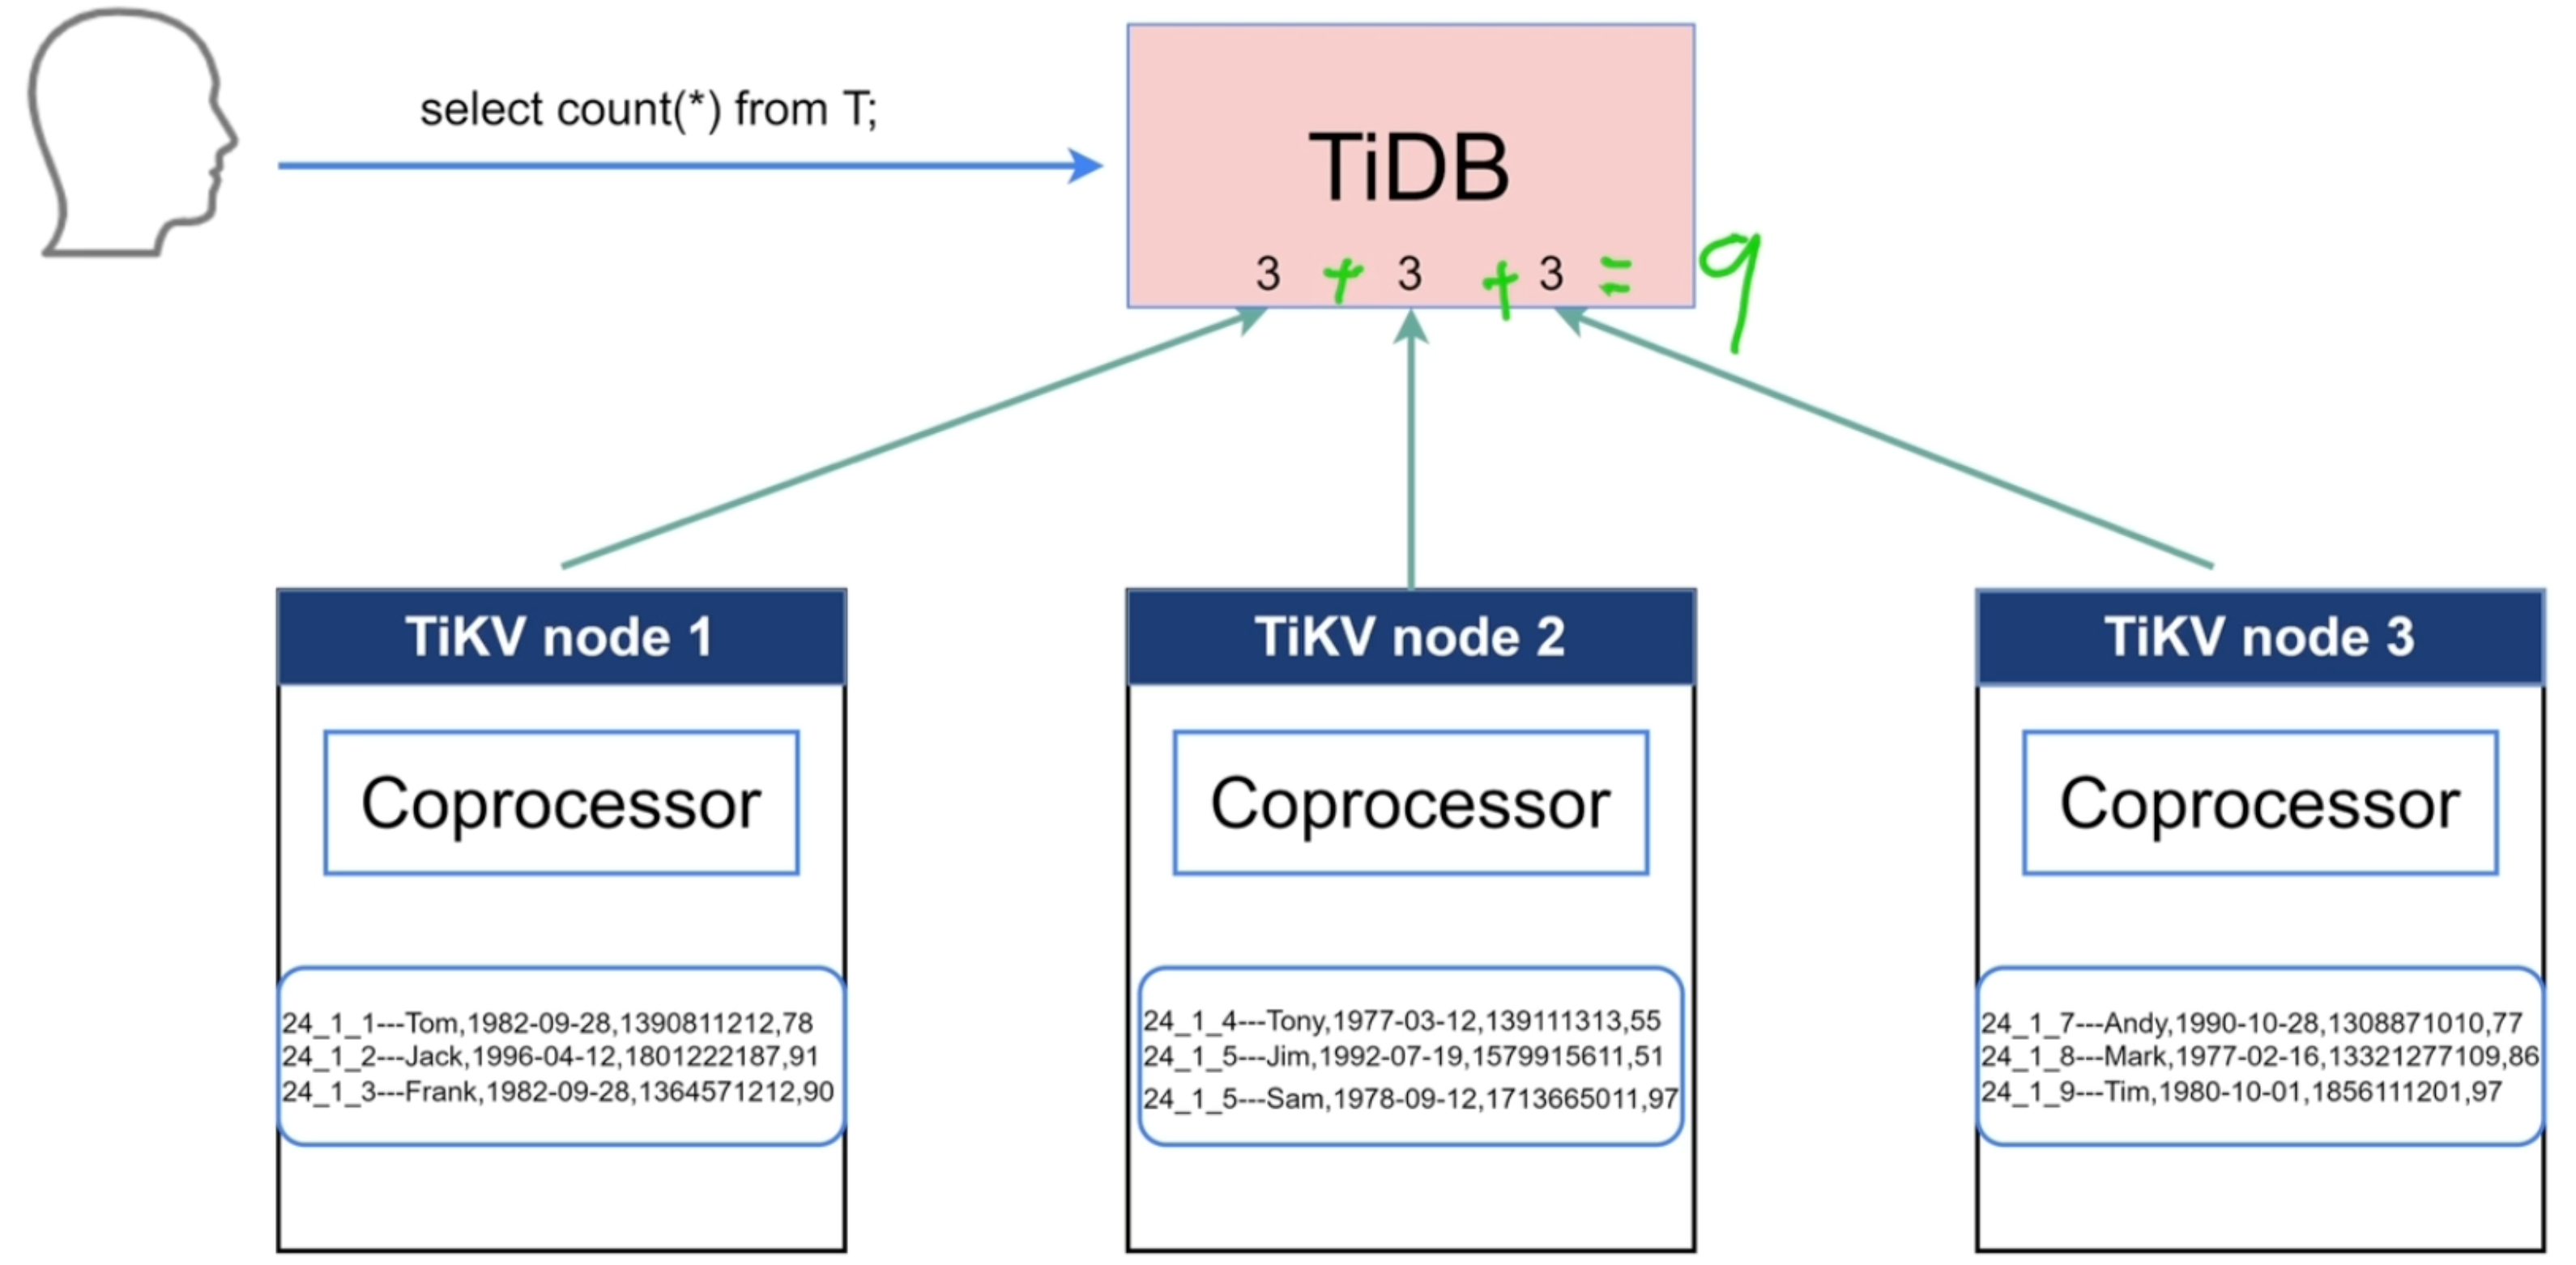 select count(*) from T;
TiDB
3 + 3 + 3 = 9
TiKV node 1
Coprocessor
24_1_1---Tom,1982-09-28,1390811212,78
24_1_2---Jack,1996-04-12,1801222187,91
24_1_3---Frank,1982-09-28,1364571212,90
TiKV node 2
Coprocessor
24_1_4---Tony,1977-03-12,139111313,55
24_1_5---Jim,1992-07-19,1579915611,51
24_1_5---Sam,1978-09-12,1713665011,97
TiKV node 3
Coprocessor
24_1_7---Andy,1990-10-28,1308871010,77
24_1_8---Mark,1977-02-16,13321277109,86
24_1_9---Tim,1980-10-01,1856111201,97